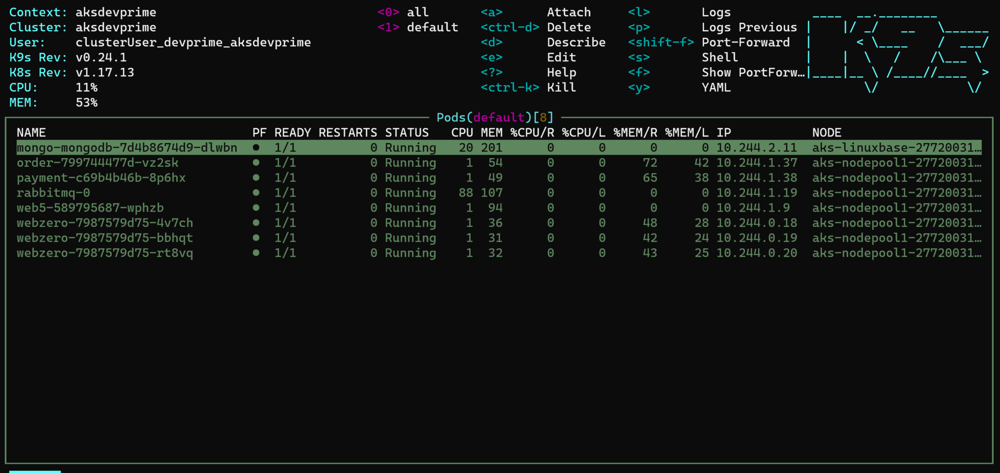 Context: aksdevprime <0> all <a> Attach <l> Logs
Cluster: aksdevprime <1> default <ctrl-d> Delete <p> Logs Previous
User: clusterUser_devprime_aksdevprime <d> Describe <shift-f> Port-Forward
K9s Rev: v0.24.1 <e> Edit <s> Shell
K8s Rev: v1.17.13 <?> Help <f> Show PortForw…
CPU: 11% <ctrl-k> Kill <y> YAML
MEM: 53%
Pods(default)[8]
NAME PF READY RESTARTS STATUS CPU MEM %CPU/R %CPU/L %MEM/R %MEM/L IP NODE
mongo-mongodb-7d4b8674d9-dlwbn ● 1/1 0 Running 20 201 0 0 0 0 10.244.2.11 aks-linuxbase-27720031…
order-799744477d-vz2sk ● 1/1 0 Running 1 54 0 0 72 42 10.244.1.37 aks-nodepool1-27720031…
payment-c69b4b46b-8p6hx ● 1/1 0 Running 1 49 0 0 65 38 10.244.1.38 aks-nodepool1-27720031…
rabbitmq-0 ● 1/1 0 Running 88 107 0 0 0 0 10.244.1.19 aks-nodepool1-27720031…
web5-589795687-wphzb ● 1/1 0 Running 1 94 0 0 0 0 10.244.1.9 aks-nodepool1-27720031…
webzero-7987579d75-4v7ch ● 1/1 0 Running 1 36 0 0 48 28 10.244.0.18 aks-nodepool1-27720031…
webzero-7987579d75-bbhqt ● 1/1 0 Running 1 31 0 0 42 24 10.244.0.19 aks-nodepool1-27720031…
webzero-7987579d75-rt8vq ● 1/1 0 Running 1 32 0 0 43 25 10.244.0.20 aks-nodepool1-27720031…